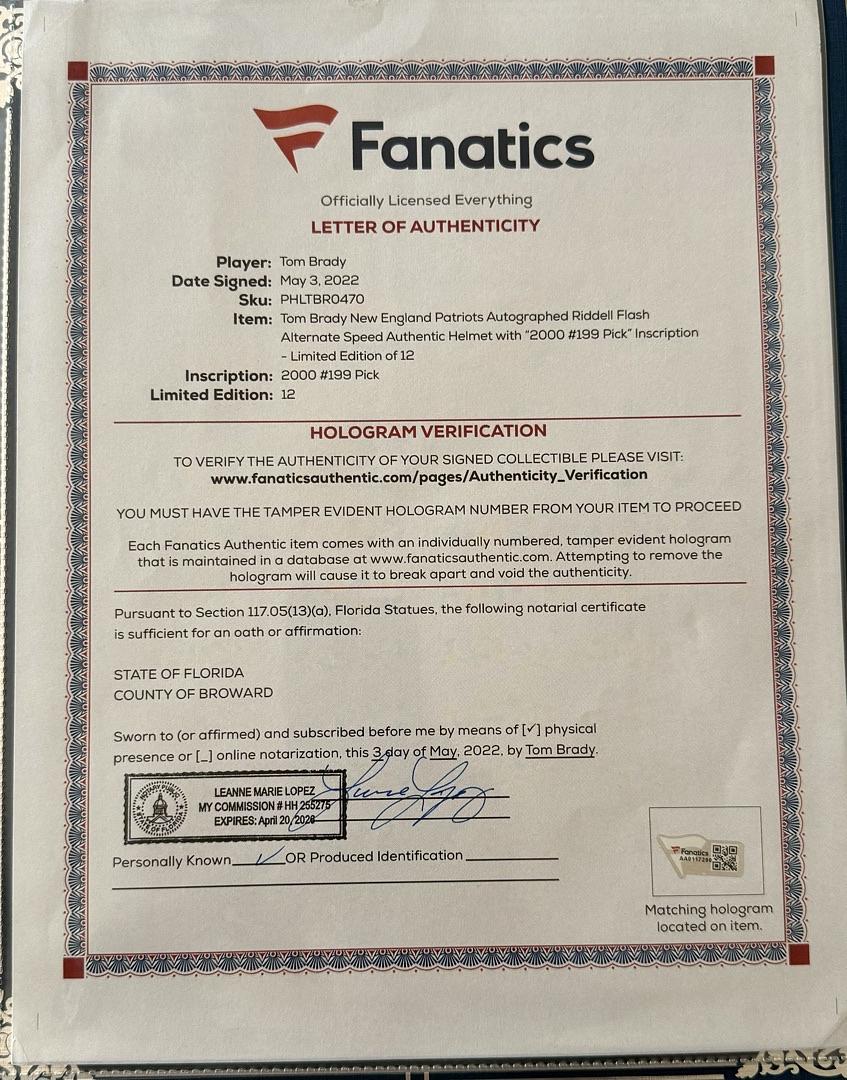 Fanatics
Officially Licensed Everything
LETTER OF AUTHENTICITY
Player: Tom Brady
Date Signed: May 3, 2022
Sku: PHLTBR0470
Item: Tom Brady New England Patriots Autographed Riddell Flash
Alternate Speed Authentic Helmet with "2000 #199 Pick" Inscription
- Limited Edition of 12
Inscription: 2000 #199 Pick
Limited Edition: 12
HOLOGRAM VERIFICATION
TO VERIFY THE AUTHENTICITY OF YOUR SIGNED COLLECTIBLE PLEASE VISIT:
www.fanaticsauthentic.com/pages/Authenticity_Verification
YOU MUST HAVE THE TAMPER EVIDENT HOLOGRAM NUMBER FROM YOUR ITEM TO PROCEED
Each Fanatics Authentic item comes with an individually numbered, tamper evident hologram
that is maintained in a database at www.fanaticsauthentic.com. Attempting to remove the
hologram will cause it to break apart and void the authenticity.
Pursuant to Section 117.05(13)(a), Florida Statues, the following notarial certificate
is sufficient for an oath or affirmation:
STATE OF FLORIDA
COUNTY OF BROWARD
Sworn to (or affirmed) and subscribed before me by means of [✓] physical
presence or [_] online notarization, this 3 day of May, 2022, by Tom Brady.
NOTARY PUBLIC
STATE OF FLORIDA
LEANNE MARIE LOPEZ
MY COMMISSION # HH 255275
EXPIRES: April 20, 2026
Personally Known ✓ OR Produced Identification
Fanatics
Matching hologram
located on item.